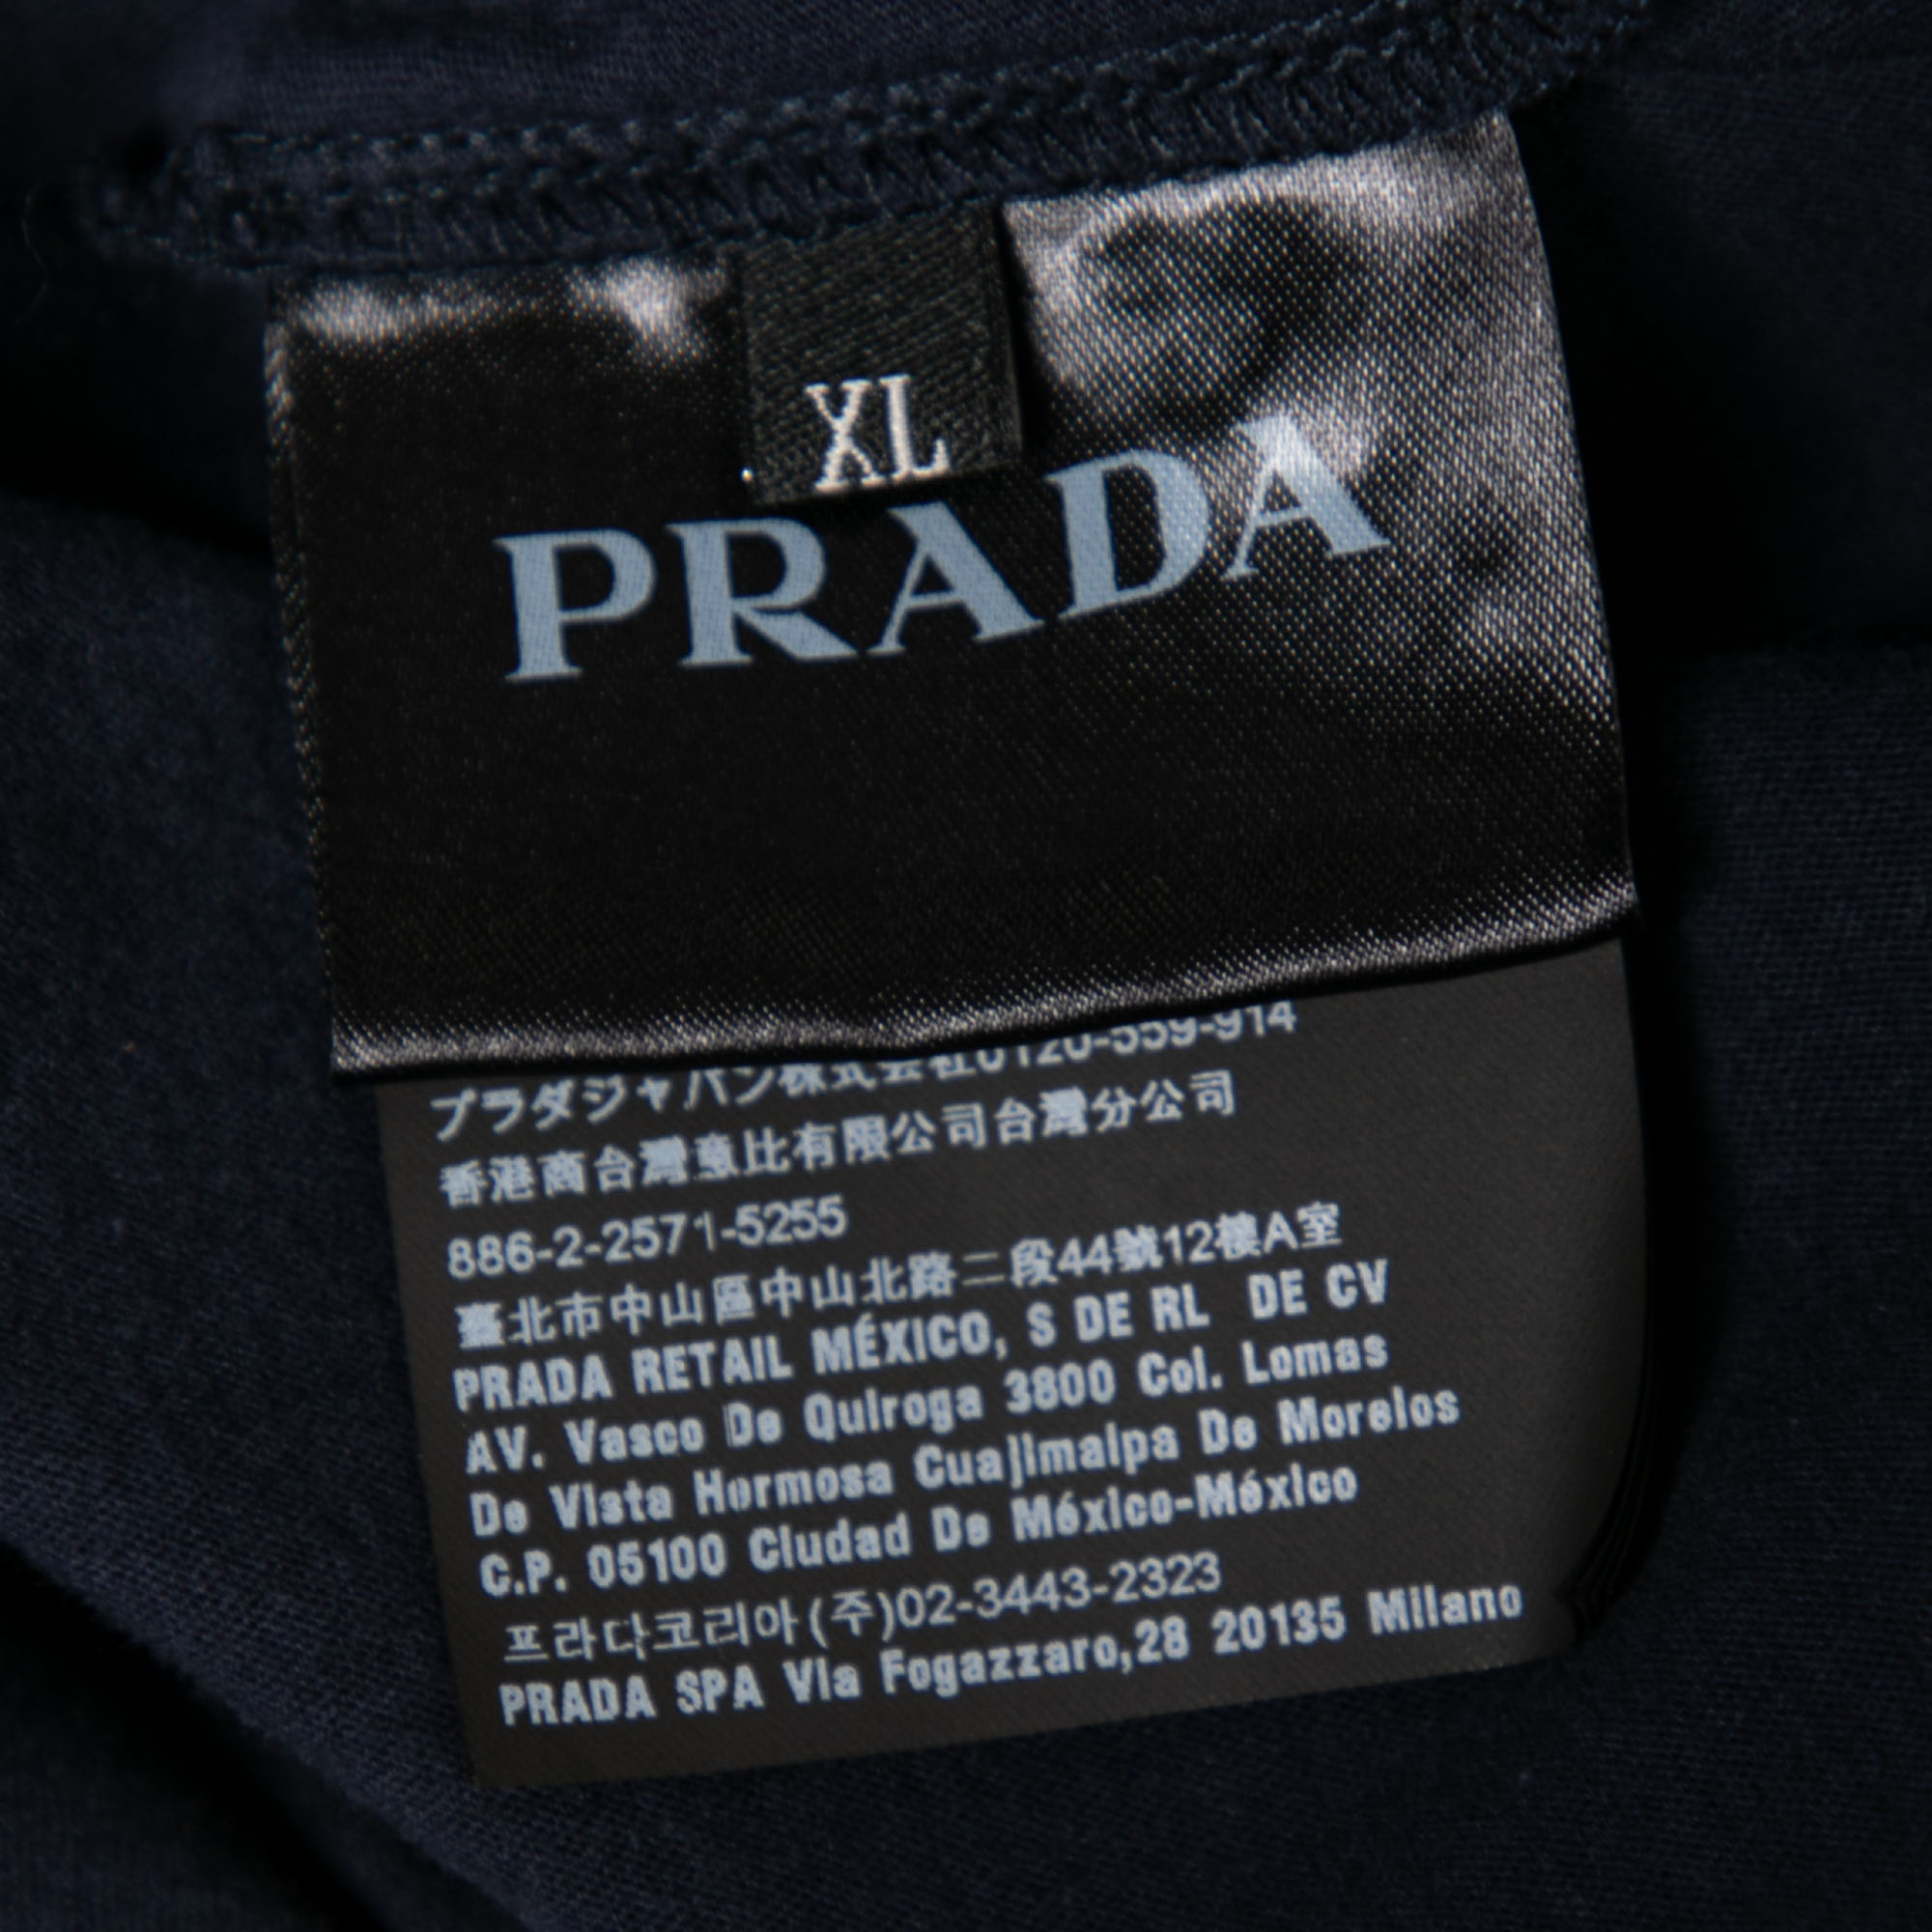 XL
PRADA
プラダジャパン株式会社0120-559-914
香港商台灣意比有限公司台灣分公司
886-2-2571-5255
臺北市中山區中山北路二段44號12樓A室
PRADA RETAIL MÉXICO, S DE RL DE CV
AV. Vasco De Quiroga 3800 Col. Lomas
De Vista Hermosa Cuajimalpa De Morelos
C.P. 05100 Ciudad De México-México
프라다코리아(주)02-3443-2323
PRADA SPA Via Fogazzaro,28 20135 Milano